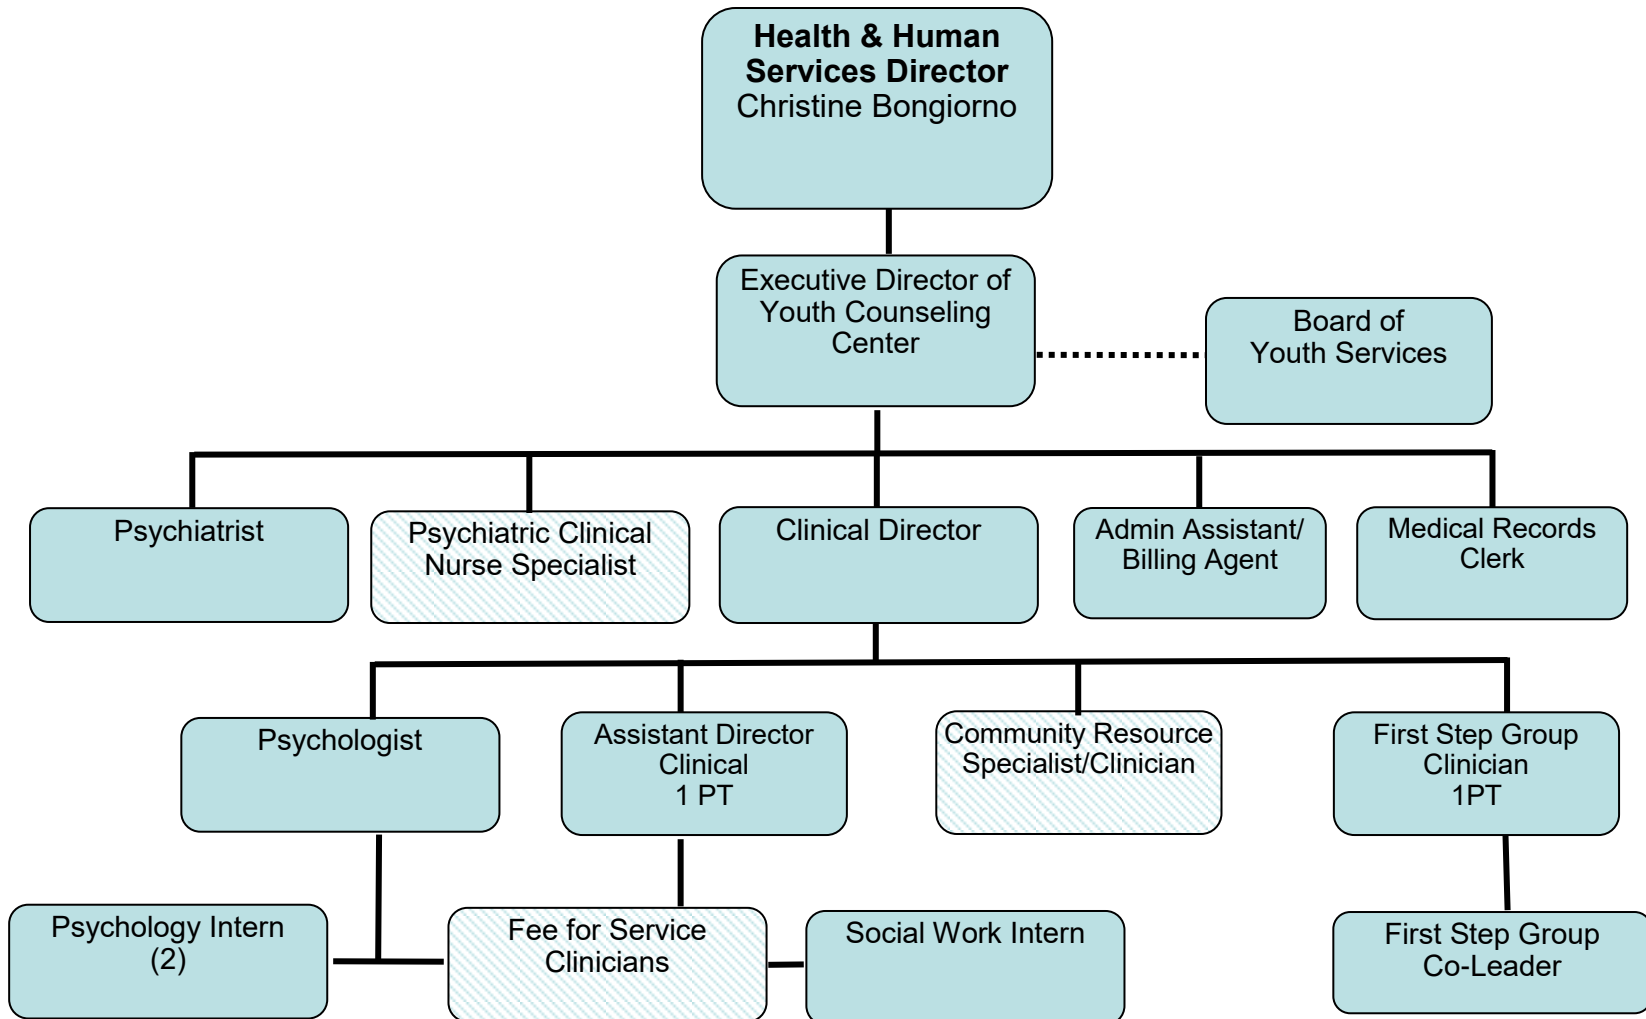 Health & Human
Services Director
Christine Bongiorno
Executive Director of
Youth Counseling
Center
Board of
Youth Services
Psychiatrist
Psychiatric Clinical
Nurse Specialist
Clinical Director
Admin Assistant/
Billing Agent
Medical Records
Clerk
Psychologist
Assistant Director
Clinical
1 PT
Community Resource
Specialist/Clinician
First Step Group
Clinician
1PT
Psychology Intern
(2)
Fee for Service
Clinicians
Social Work Intern
First Step Group
Co-Leader